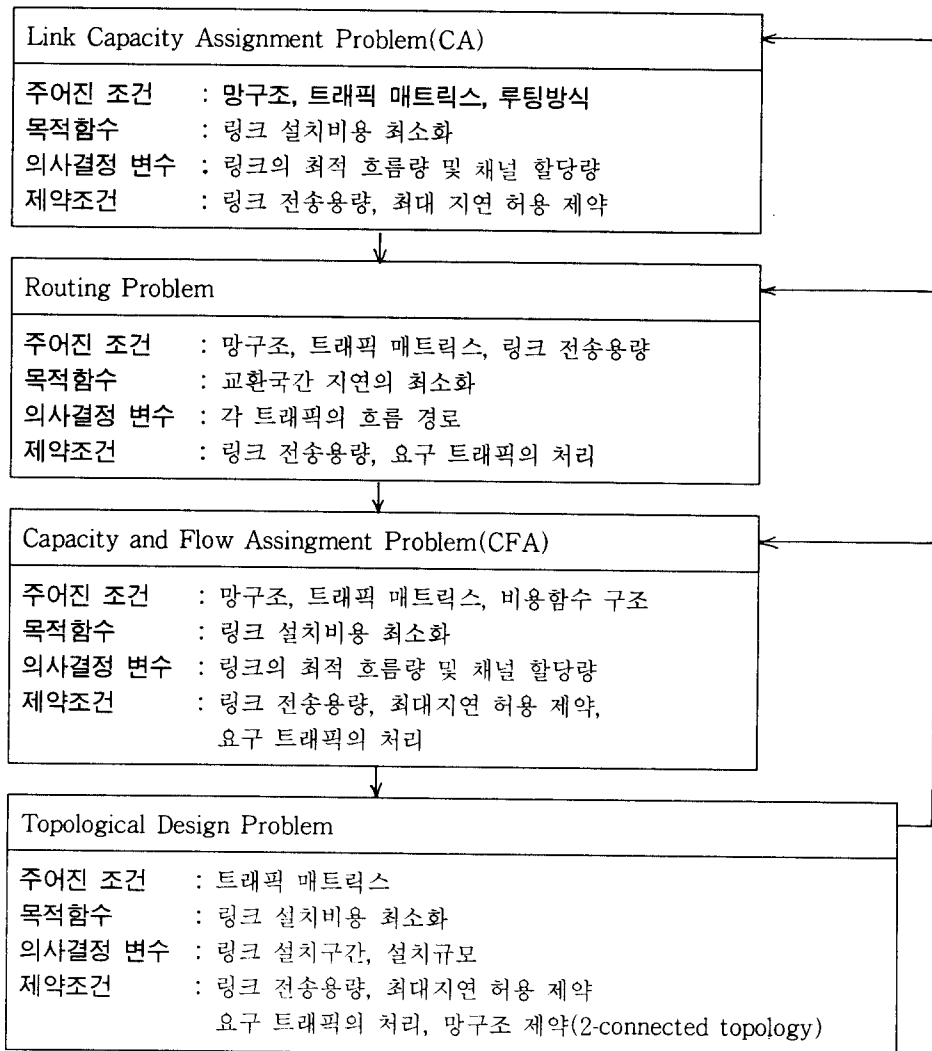 Link Capacity Assignment Problem(CA)
주어진 조건 : 망구조, 트래픽 매트릭스, 루팅방식
목적함수 : 링크 설치비용 최소화
의사결정 변수 : 링크의 최적 흐름량 및 채널 할당량
제약조건 : 링크 전송용량, 최대 지연 허용 제약
Routing Problem
주어진 조건 : 망구조, 트래픽 매트릭스, 링크 전송용량
목적함수 : 교환국간 지연의 최소화
의사결정 변수 : 각 트래픽의 흐름 경로
제약조건 : 링크 전송용량, 요구 트래픽의 처리
Capacity and Flow Assingment Problem(CFA)
주어진 조건 : 망구조, 트래픽 매트릭스, 비용함수 구조
목적함수 : 링크 설치비용 최소화
의사결정 변수 : 링크의 최적 흐름량 및 채널 할당량
제약조건 : 링크 전송용량, 최대지연 허용 제약,
요구 트래픽의 처리
Topological Design Problem
주어진 조건 : 트래픽 매트릭스
목적함수 : 링크 설치비용 최소화
의사결정 변수 : 링크 설치구간, 설치규모
제약조건 : 링크 전송용량, 최대지연 허용 제약
요구 트래픽의 처리, 망구조 제약(2-connected topology)